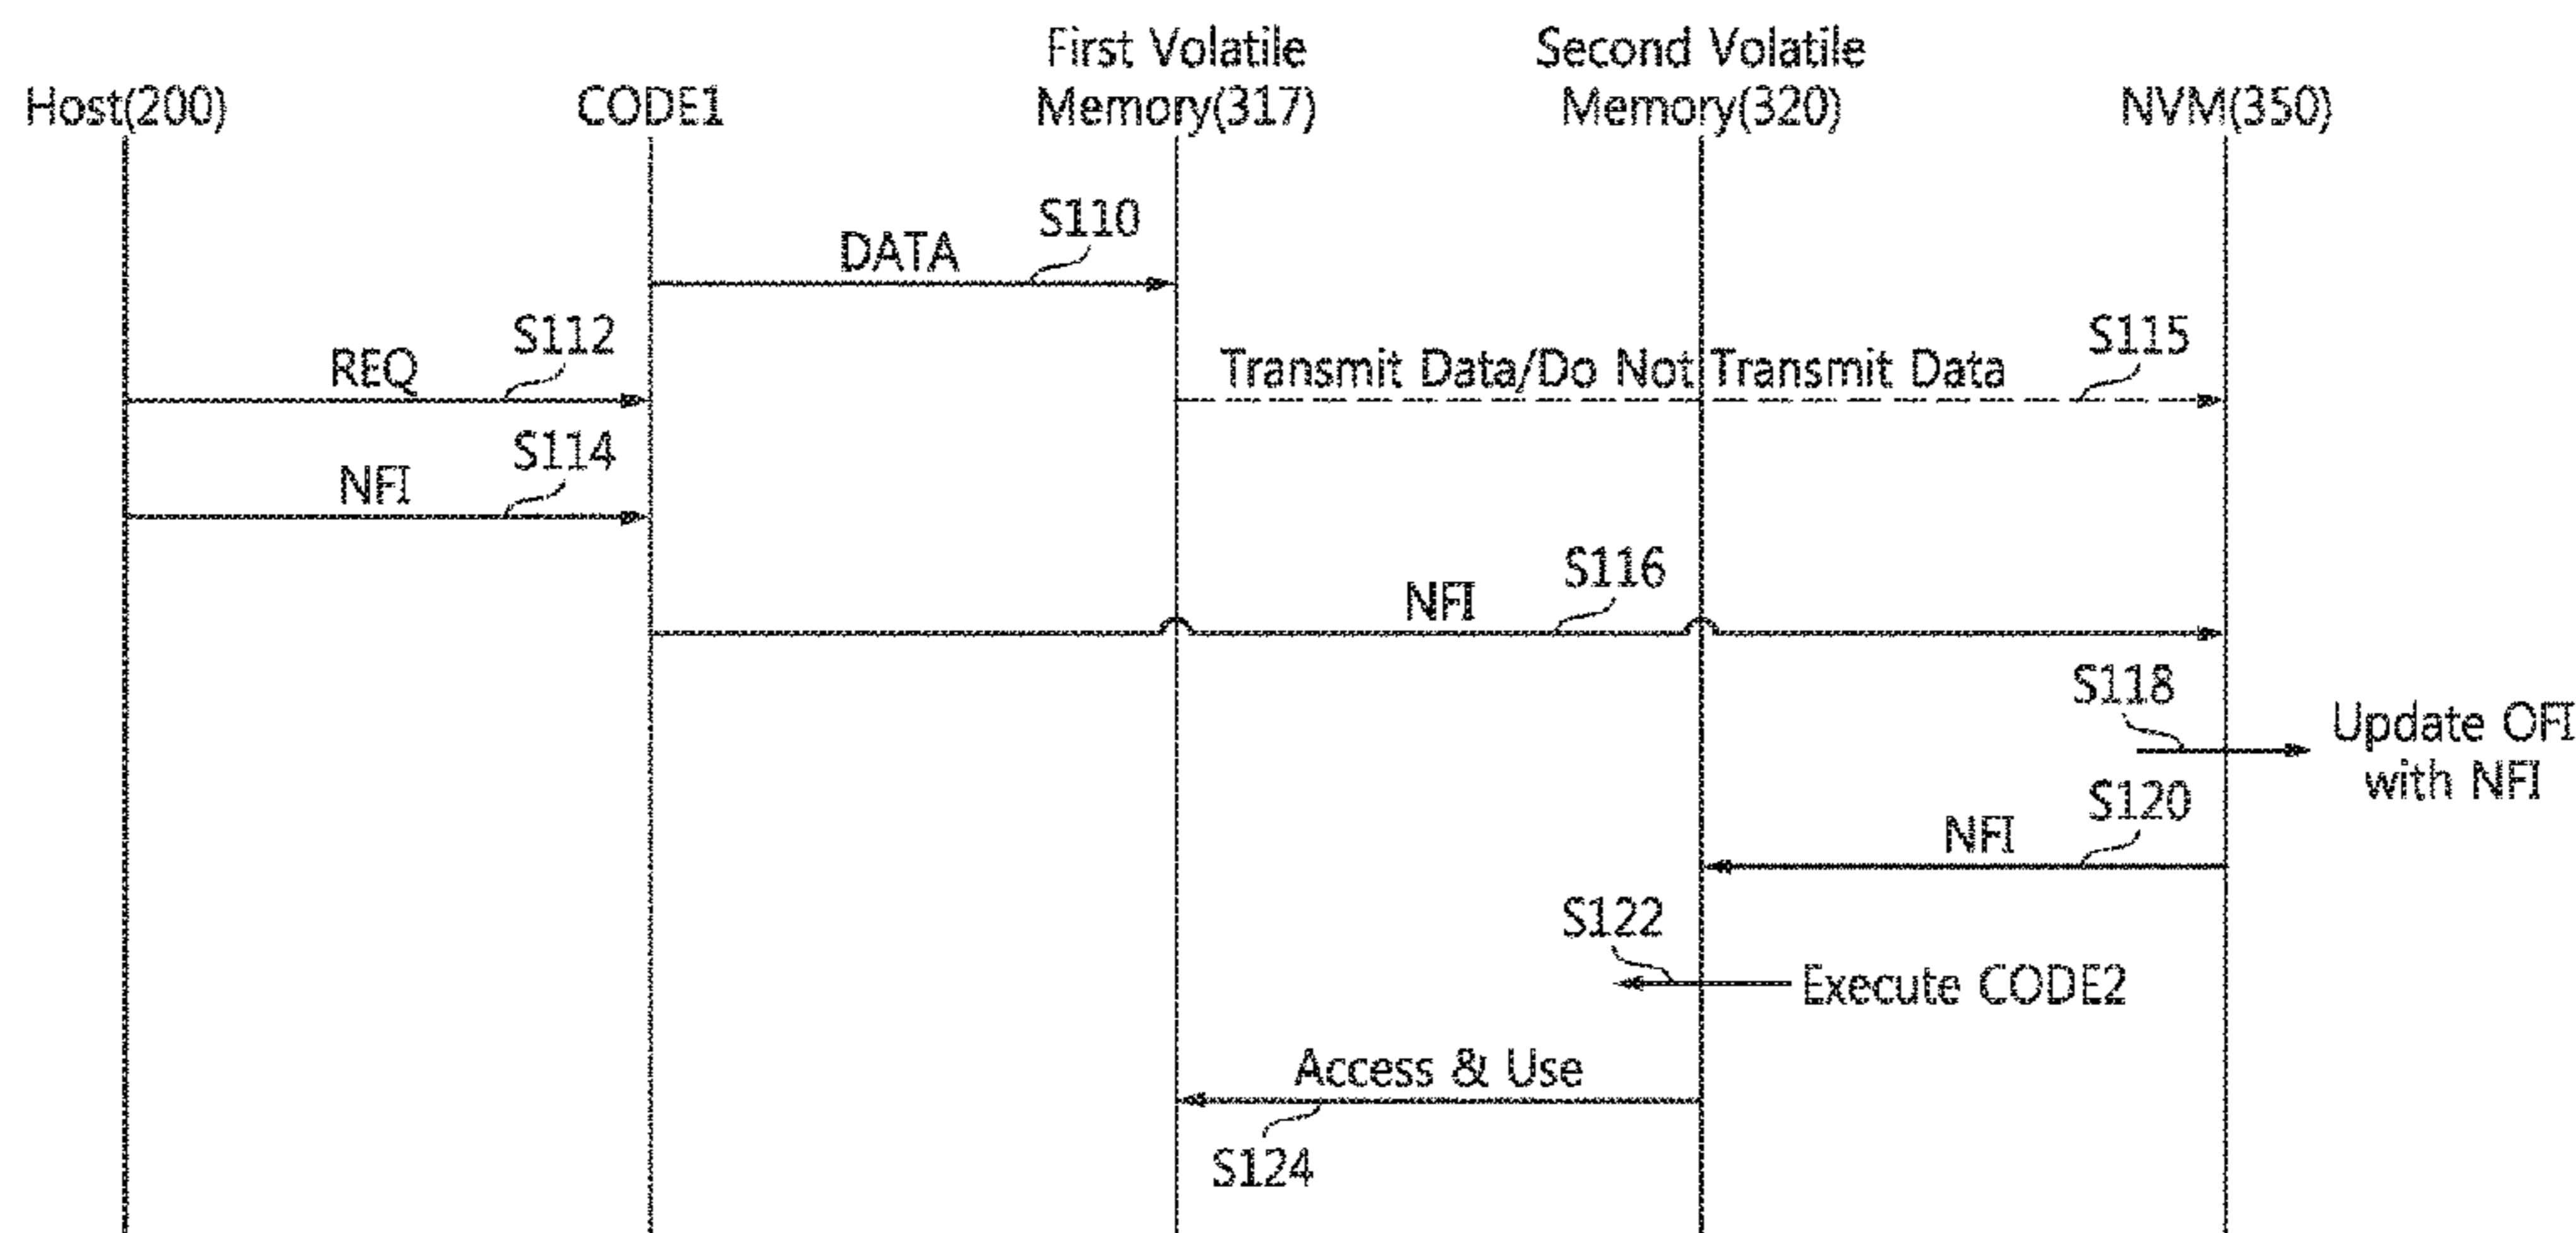 First Volatile
Second Volatile
Host(200)
CODE1
Memory(317)
Memory(320)
NVM(350)
S110
DATA
S112
S115
REQ
Transmit Data/Do Not Transmit Data
S114
NFI
S116
NFI
S118
Update OFI
with NFI
S120
NFI
S122
Execute CODE2
Access & Use
S124